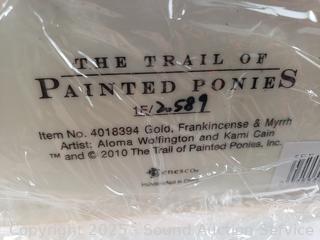 THE TRAIL OF
PAINTED PONIES
1E/2.589
Item No. 4018394 Gold, Frankincense & Myrrh
Artist: Aloma Wolfington and Kami Cain
™ and © 2010 The Trail of Painted Ponies, Inc.
ENESCO
Copyright 2025 Sound Auction Service